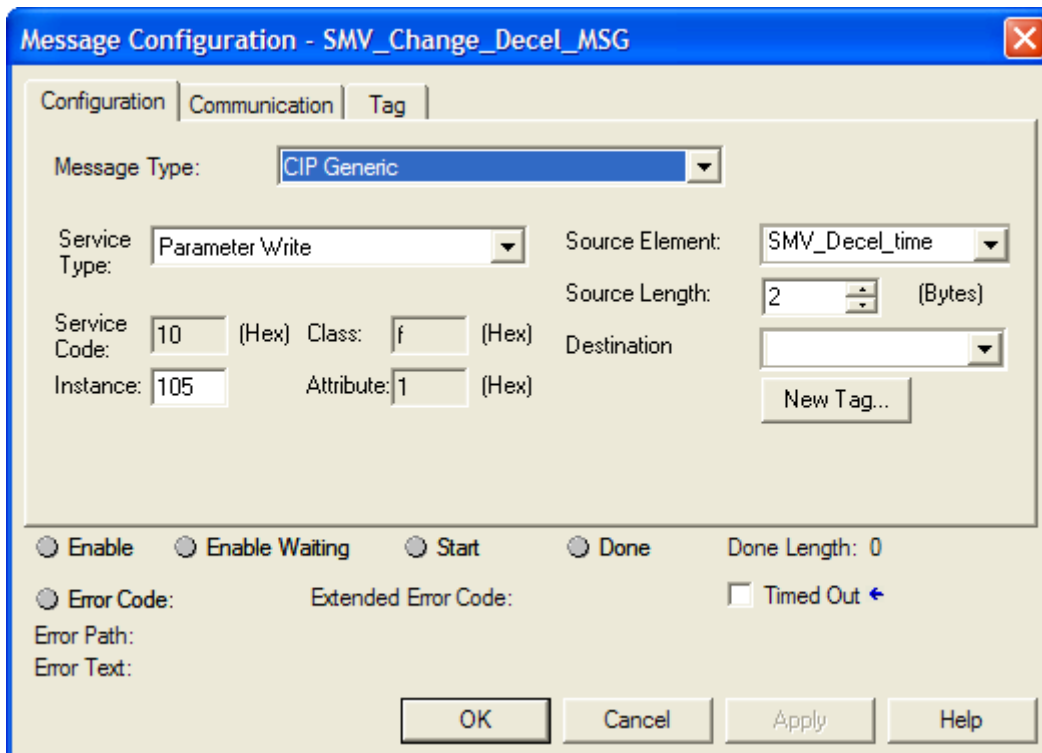 Message Configuration - SMV_Change_Decel_MSG
Configuration Communication Tag
Message Type: CIP Generic
Service Type: Parameter Write
Source Element: SMV_Decel_time
Source Length: 2 (Bytes)
Service Code: 10 (Hex) Class: f (Hex)
Destination
Instance: 105 Attribute: 1 (Hex)
New Tag...
Enable Enable Waiting Start Done Done Length: 0
Error Code: Extended Error Code: Timed Out
Error Path:
Error Text:
OK Cancel Apply Help